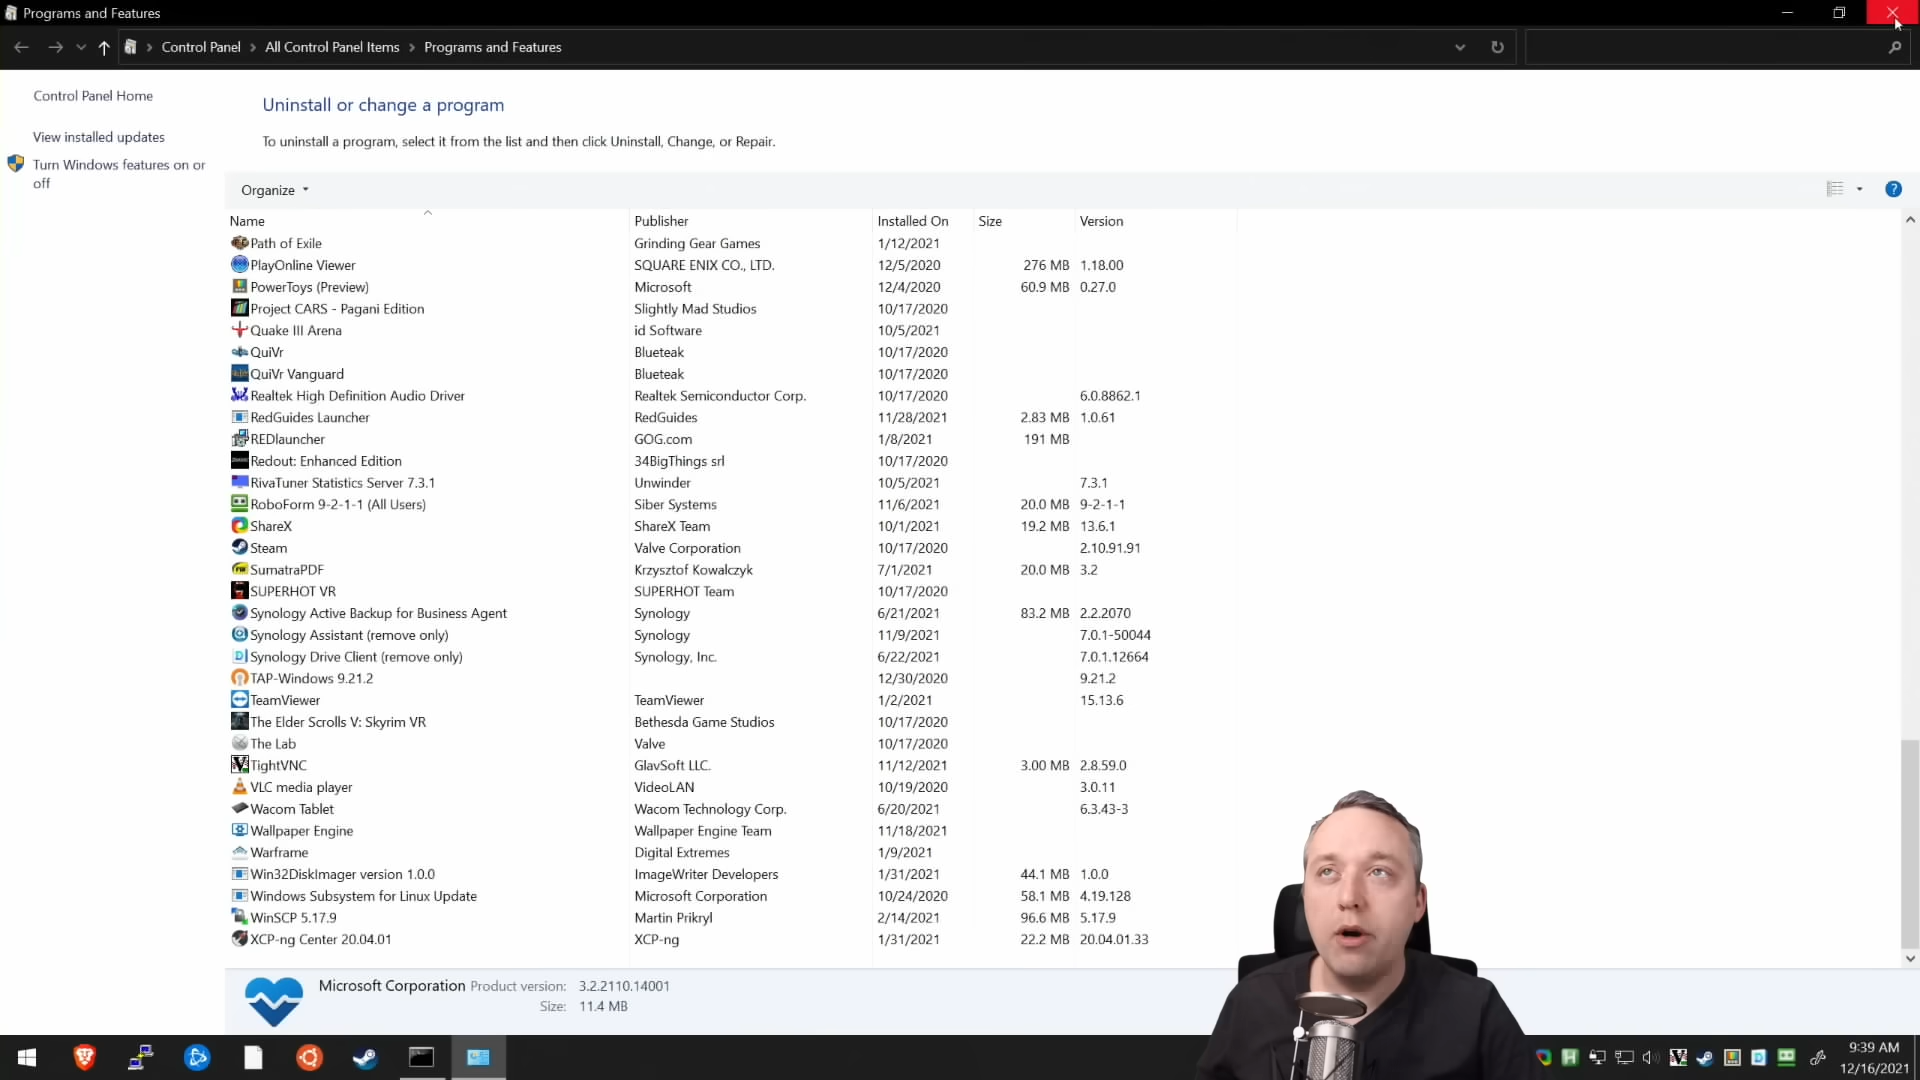 Programs and Features
Control Panel > All Control Panel Items > Programs and Features
Control Panel Home
View installed updates
Turn Windows features on or
off
Uninstall or change a program
To uninstall a program, select it from the list and then click Uninstall, Change, or Repair.
Organize
Name Publisher Installed On Size Version
Path of Exile Grinding Gear Games 1/12/2021
PlayOnline Viewer SQUARE ENIX CO., LTD. 12/5/2020 276 MB 1.18.00
PowerToys (Preview) Microsoft 12/4/2020 60.9 MB 0.27.0
Project CARS - Pagani Edition Slightly Mad Studios 10/17/2020
Quake III Arena id Software 10/5/2021
QuiVr Blueteak 10/17/2020
QuiVr Vanguard Blueteak 10/17/2020
Realtek High Definition Audio Driver Realtek Semiconductor Corp. 10/17/2020 6.0.8862.1
RedGuides Launcher RedGuides 11/28/2021 2.83 MB 1.0.61
REDlauncher GOG.com 1/8/2021 191 MB
Redout: Enhanced Edition 34BigThings srl 10/17/2020
RivaTuner Statistics Server 7.3.1 Unwinder 10/5/2021 7.3.1
RoboForm 9-2-1-1 (All Users) Siber Systems 11/6/2021 20.0 MB 9-2-1-1
ShareX ShareX Team 10/1/2021 19.2 MB 13.6.1
Steam Valve Corporation 10/17/2020 2.10.91.91
SumatraPDF Krzysztof Kowalczyk 7/1/2021 20.0 MB 3.2
SUPERHOT VR SUPERHOT Team 10/17/2020
Synology Active Backup for Business Agent Synology 6/21/2021 83.2 MB 2.2.2070
Synology Assistant (remove only) Synology 11/9/2021 7.0.1-50044
Synology Drive Client (remove only) Synology, Inc. 6/22/2021 7.0.1.12664
TAP-Windows 9.21.2 12/30/2020 9.21.2
TeamViewer TeamViewer 1/2/2021 15.13.6
The Elder Scrolls V: Skyrim VR Bethesda Game Studios 10/17/2020
The Lab Valve 10/17/2020
TightVNC GlavSoft LLC. 11/12/2021 3.00 MB 2.8.59.0
VLC media player VideoLAN 10/19/2020 3.0.11
Wacom Tablet Wacom Technology Corp. 6/20/2021 6.3.43-3
Wallpaper Engine Wallpaper Engine Team 11/18/2021
Warframe Digital Extremes 1/9/2021
Win32DiskImager version 1.0.0 ImageWriter Developers 1/31/2021 44.1 MB 1.0.0
Windows Subsystem for Linux Update Microsoft Corporation 10/24/2020 58.1 MB 4.19.128
WinSCP 5.17.9 Martin Prikryl 2/14/2021 96.6 MB 5.17.9
XCP-ng Center 20.04.01 XCP-ng 1/31/2021 22.2 MB 20.04.01.33
Microsoft Corporation Product version: 3.2.2110.14001
Size: 11.4 MB
9:39 AM
12/16/2021